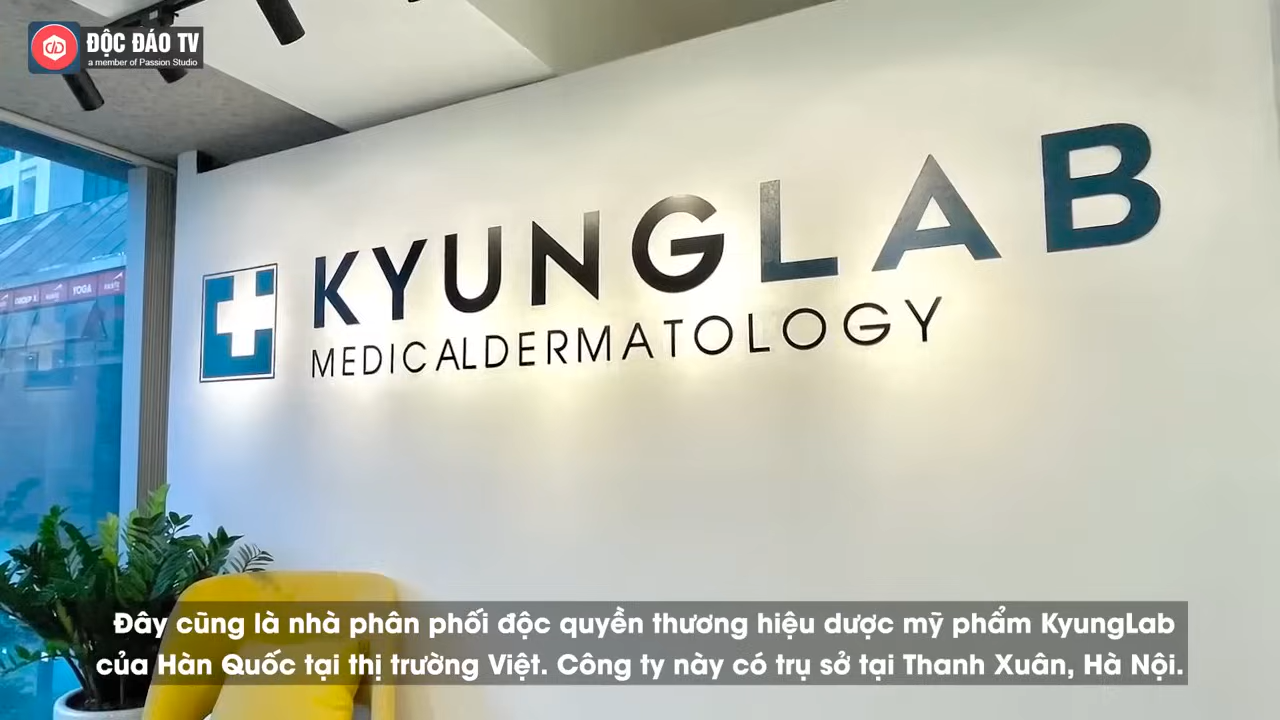 ĐỘC ĐÁO TV
a member of Passion Studio
KYUNGLAB
MEDICALDERMATOLOGY
GROUP X
YOGA
Đây cũng là nhà phân phối độc quyền thương hiệu dược mỹ phẩm KyungLab
của Hàn Quốc tại thị trường Việt. Công ty này có trụ sở tại Thanh Xuân, Hà Nội.